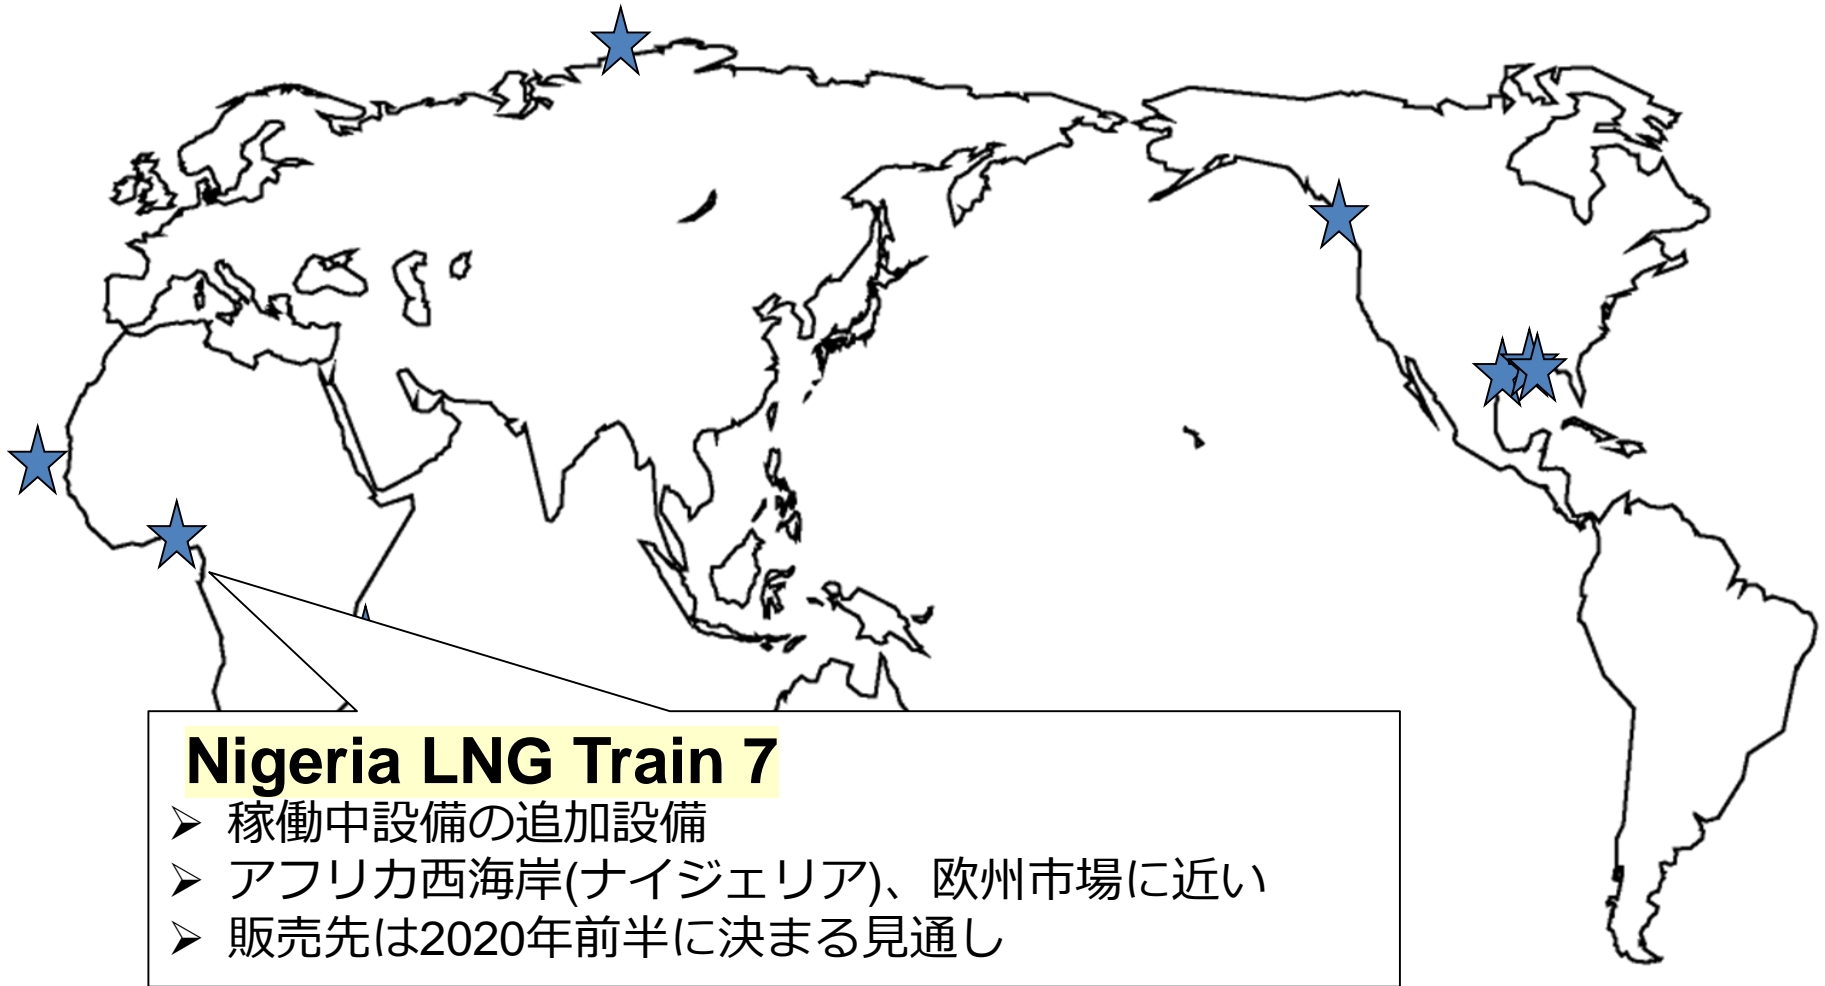 Nigeria LNG Train 7
➢ 稼働中設備の追加設備
➢ アフリカ西海岸(ナイジェリア)、欧州市場に近い
➢ 販売先は2020年前半に決まる見通し